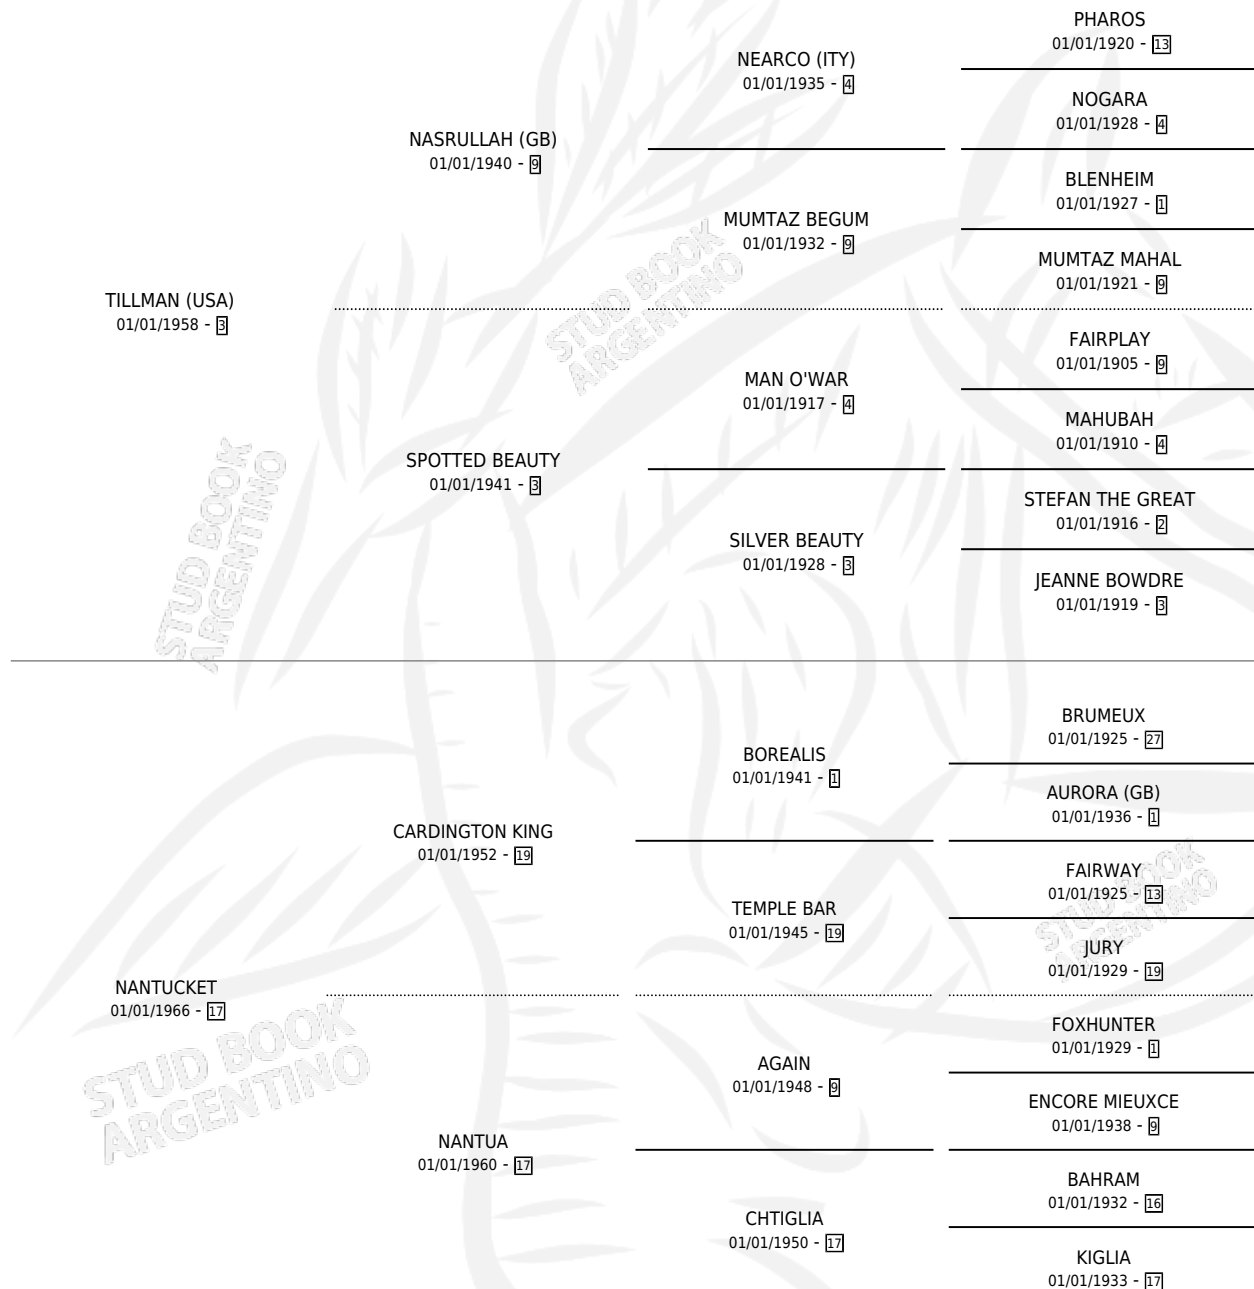 PHAROS
01/01/1920 - 13
NEARCO (ITY)
01/01/1935 - 4
NOGARA
01/01/1928 - 4
NASRULLAH (GB)
01/01/1940 - 9
BLENHEIM
01/01/1927 - 1
MUMTAZ BEGUM
01/01/1932 - 9
MUMTAZ MAHAL
01/01/1921 - 9
TILLMAN (USA)
01/01/1958 - 3
FAIRPLAY
01/01/1905 - 9
MAN O'WAR
01/01/1917 - 4
MAHUBAH
01/01/1910 - 4
SPOTTED BEAUTY
01/01/1941 - 3
STEFAN THE GREAT
01/01/1916 - 2
SILVER BEAUTY
01/01/1928 - 3
JEANNE BOWDRE
01/01/1919 - 3
BRUMEUX
01/01/1925 - 27
BOREALIS
01/01/1941 - 1
AURORA (GB)
01/01/1936 - 1
CARDINGTON KING
01/01/1952 - 19
FAIRWAY
01/01/1925 - 13
TEMPLE BAR
01/01/1945 - 19
JURY
01/01/1929 - 19
NANTUCKET
01/01/1966 - 17
FOXHUNTER
01/01/1929 - 1
AGAIN
01/01/1948 - 9
ENCORE MIEUXCE
01/01/1938 - 9
NANTUA
01/01/1960 - 17
BAHRAM
01/01/1932 - 16
CHTIGLIA
01/01/1950 - 17
KIGLIA
01/01/1933 - 17
STUD BOOK
ARGENTINO
STUD BOOK
ARGENTINO
STUD BOOK
ARGENTINO
STUD BOOK
ARGENTINO